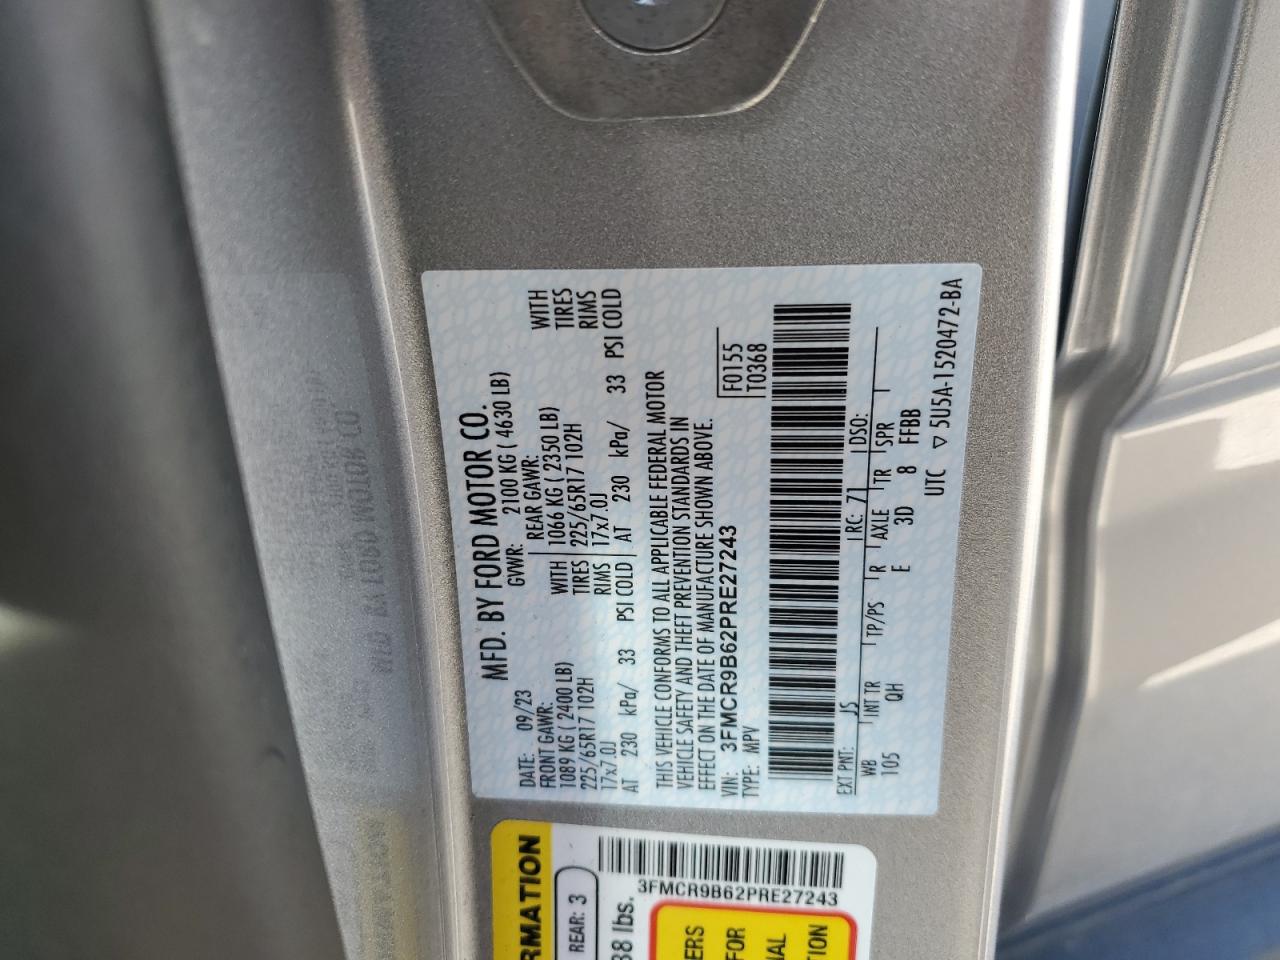 MFD. BY FORD MOTOR CO.
DATE: 09/23 GVWR: 2100 KG ( 4630 LB)
FRONT GAWR: REAR GAWR:
1089 KG (2400 LB) WITH 1066 KG ( 2350 LB) WITH
225/65R17 102H TIRES 225/65R17 102H TIRES
17x7.0J RIMS 17x7.0J RIMS
AT 230 kPa/ 33 PSI COLD AT 230 kPa/ 33 PSI COLD
THIS VEHICLE CONFORMS TO ALL APPLICABLE FEDERAL MOTOR
VEHICLE SAFETY AND THEFT PREVENTION STANDARDS IN
EFFECT ON THE DATE OF MANUFACTURE SHOWN ABOVE.
VIN: 3FMCR9B62PRE27243 F0155
TYPE: MPV T0368
EXT PNT: JS RC: 71 DSO:
WB INT TR TP/PS R AXLE TR SPR
105 QH E 3D 8 FFBB
UTC ▽ 5U5A-1520472-BA
RMATION
REAR: 3
38 lbs.
3FMCR9B62PRE27243
ERS
FOR
IAL
TION